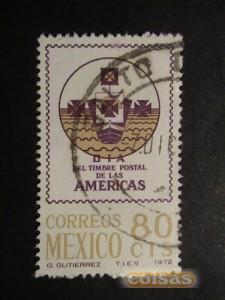 DIA
DEL TIMBRE POSTAL
DE LAS
AMERICAS
CORREOS 80
MEXICO CTS
G. GUTIERREZ T.I.E.V. 1972
coisas